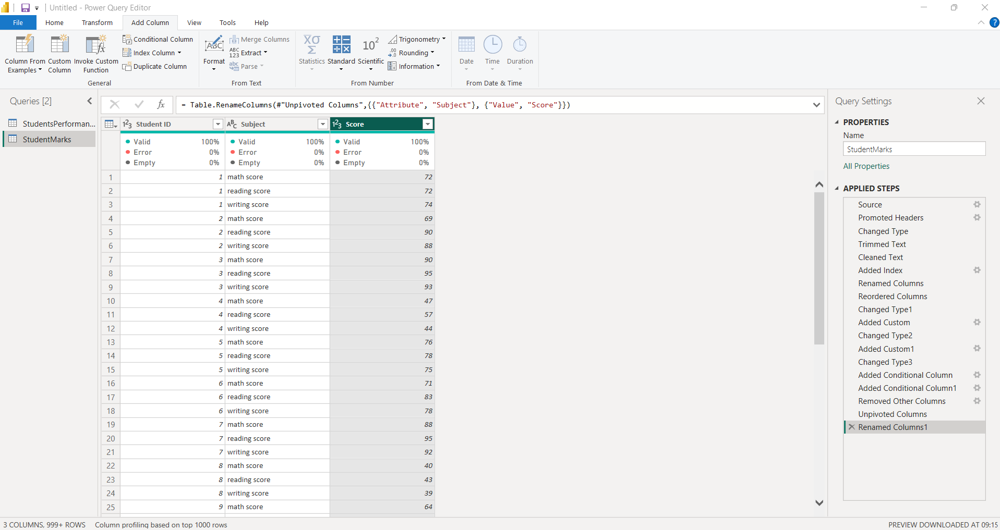 Untitled - Power Query Editor
File Home Transform Add Column View Tools Help
Column From Examples
Custom Column
Invoke Custom Function
Conditional Column
Index Column
Duplicate Column
General
ABC
Format
Merge Columns
ABC 123 Extract
abc Parse
From Text
XΣσ Statistics
Standard
10² Scientific
Trigonometry
.00 .0 Rounding
Information
From Number
Date
Time
Duration
From Date & Time
Queries [2]
StudentsPerforman...
StudentMarks
fx = Table.RenameColumns(#"Unpivoted Columns",{{"Attribute", "Subject"}, {"Value", "Score"}})
1²3 Student ID ABC Subject 1²3 Score
Valid 100% Valid 100% Valid 100%
Error 0% Error 0% Error 0%
Empty 0% Empty 0% Empty 0%
1 1 math score 72
2 1 reading score 72
3 1 writing score 74
4 2 math score 69
5 2 reading score 90
6 2 writing score 88
7 3 math score 90
8 3 reading score 95
9 3 writing score 93
10 4 math score 47
11 4 reading score 57
12 4 writing score 44
13 5 math score 76
14 5 reading score 78
15 5 writing score 75
16 6 math score 71
17 6 reading score 83
18 6 writing score 78
19 7 math score 88
20 7 reading score 95
21 7 writing score 92
22 8 math score 40
23 8 reading score 43
24 8 writing score 39
25 9 math score 64
Query Settings
PROPERTIES
Name
StudentMarks
All Properties
APPLIED STEPS
Source
Promoted Headers
Changed Type
Trimmed Text
Cleaned Text
Added Index
Renamed Columns
Reordered Columns
Changed Type1
Added Custom
Changed Type2
Added Custom1
Changed Type3
Added Conditional Column
Added Conditional Column1
Removed Other Columns
Unpivoted Columns
Renamed Columns1
3 COLUMNS, 999+ ROWS Column profiling based on top 1000 rows
PREVIEW DOWNLOADED AT 09:15